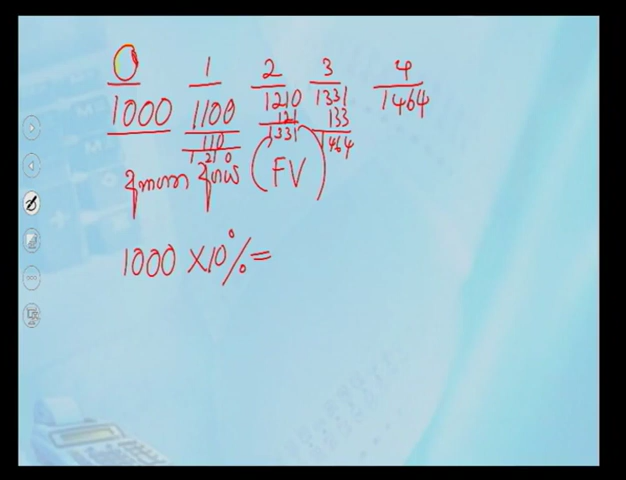 0 1 2 3 4
1000 1100 1210 1331 1464
110 121 133
1210 1331 1464
(FV)
1000 × 10% =